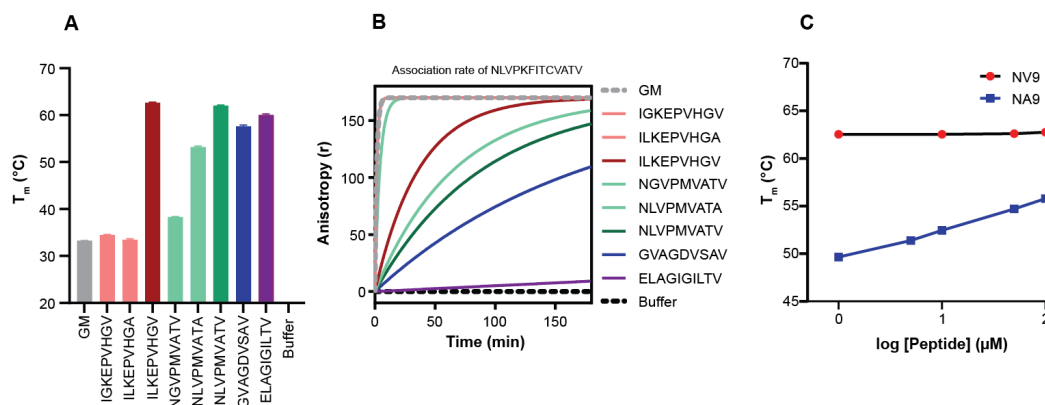 A
70
60
50
40
30
20
Tm (°C)
GM
IGKEPVHGV
ILKEPVHGA
ILKEPVHGV
NGVPMVATV
NLVPMVATA
NLVPMVATV
GVAGDVSAV
ELAGIGILTV
Buffer
B
Association rate of NLVPKFITCVATV
150
100
50
0
Anisotropy (r)
0 50 100 150
Time (min)
GM
IGKEPVHGV
ILKEPVHGA
ILKEPVHGV
NGVPMVATV
NLVPMVATA
NLVPMVATV
GVAGDVSAV
ELAGIGILTV
Buffer
C
NV9
NA9
70
65
60
55
50
45
Tm (°C)
0 1 2
log [Peptide] (µM)